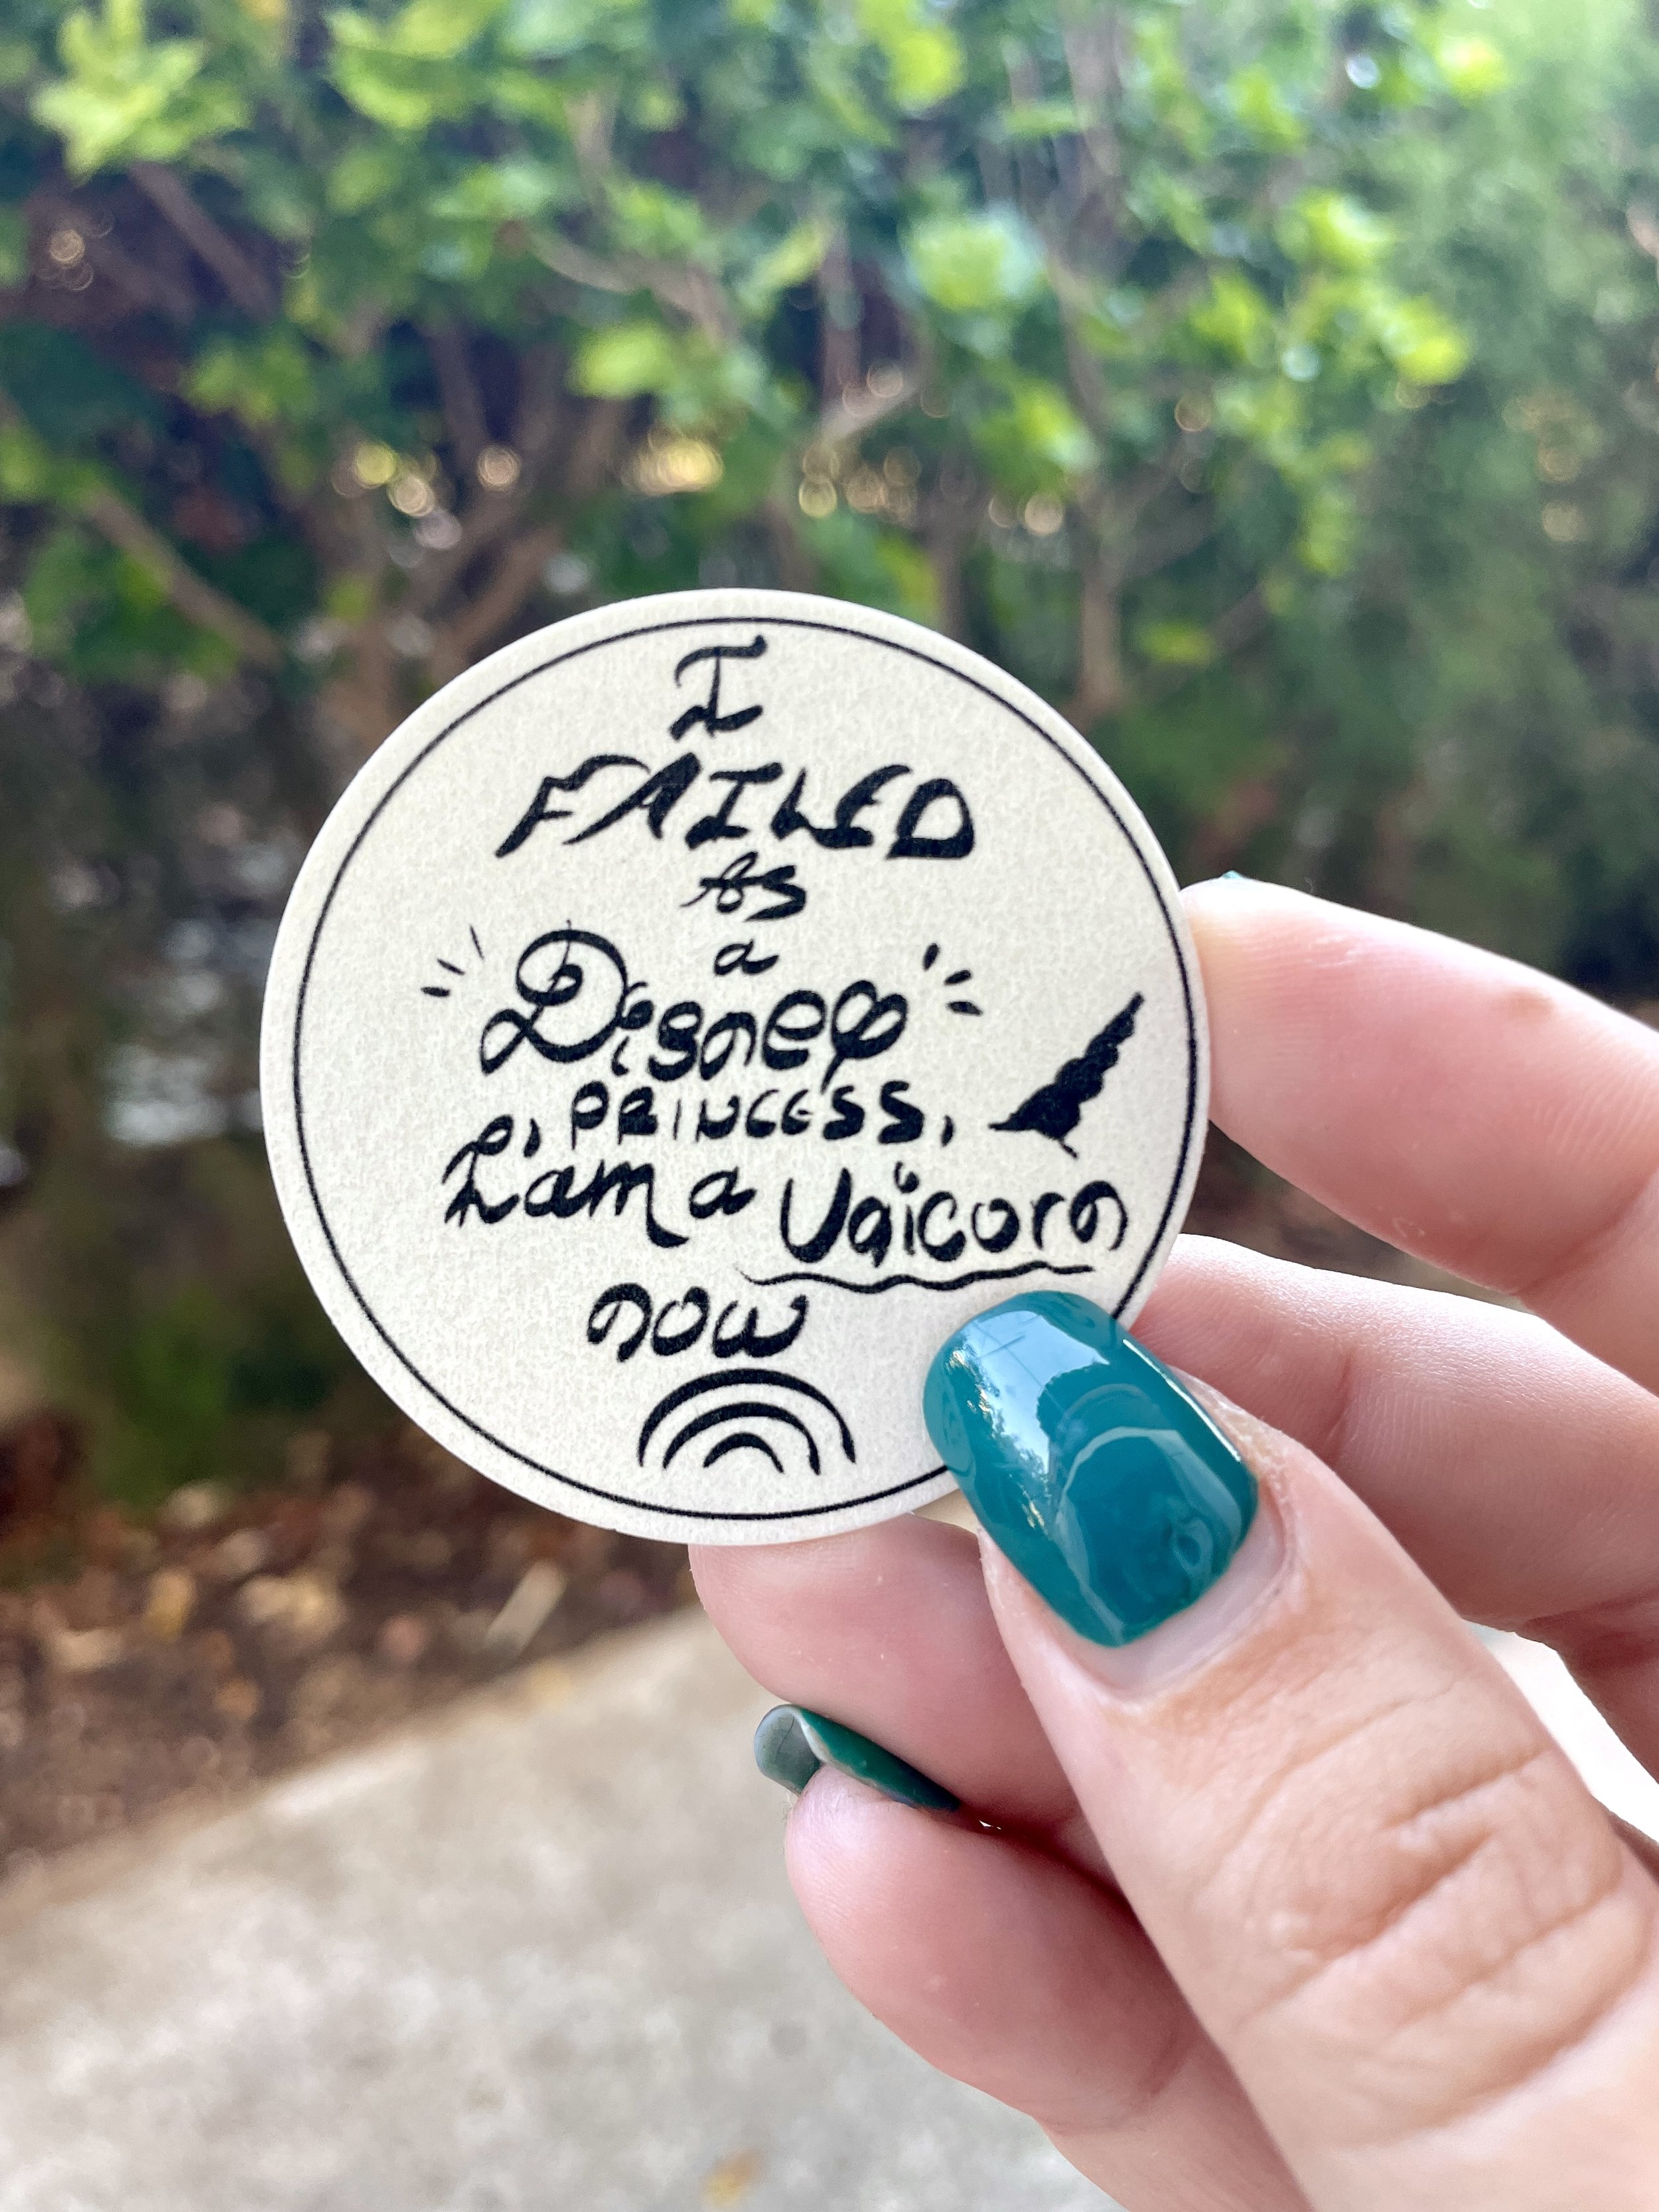 I
FAILED
As
a
Disney
PRINCESS,
I'am a Unicorn
now